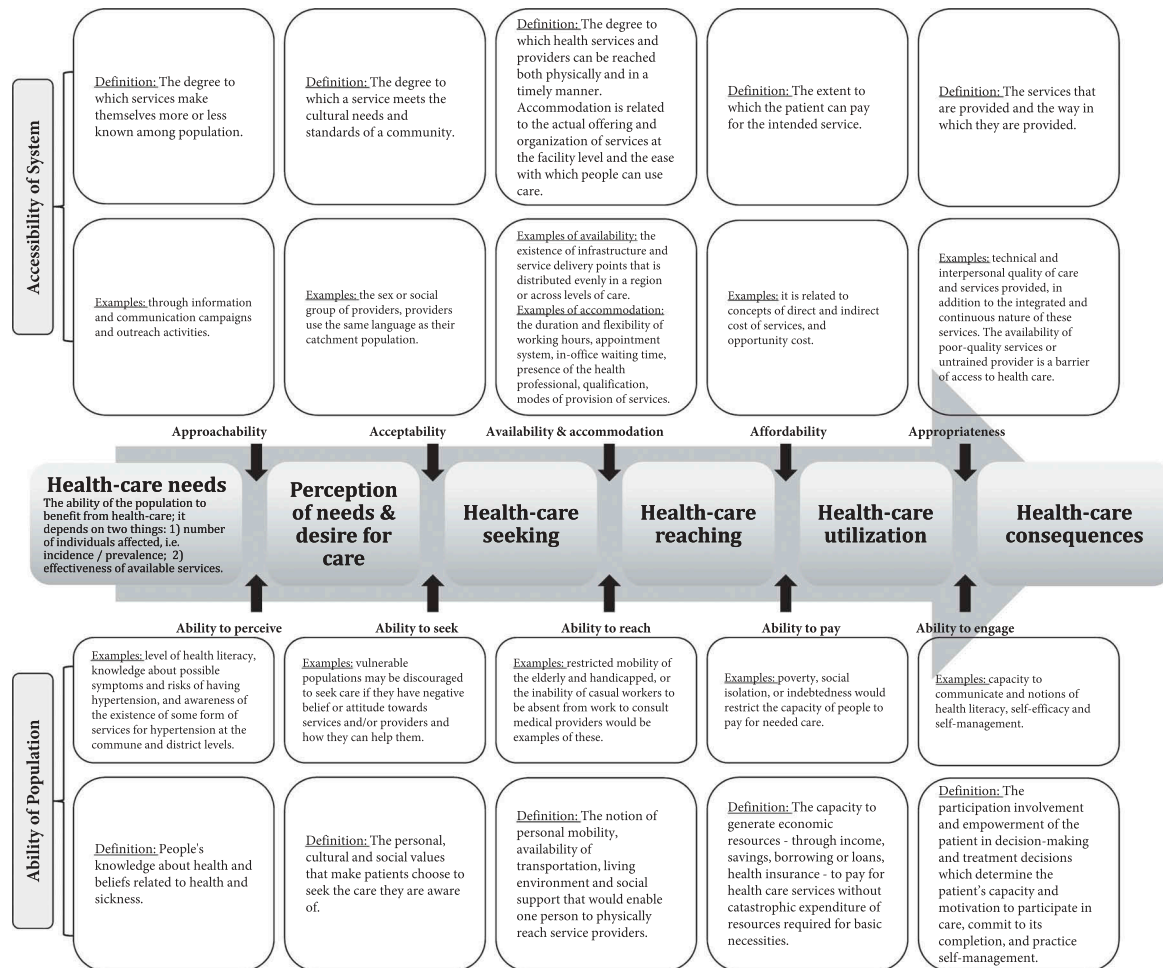 Accessibility of System
Definition: The degree to
which services make
themselves more or less
known among population.
Definition: The degree to
which a service meets the
cultural needs and
standards of a community.
Definition: The degree to
which health services and
providers can be reached
both physically and in a
timely manner.
Accommodation is related
to the actual offering and
organization of services at
the facility level and the ease
with which people can use
care.
Definition: The extent to
which the patient can pay
for the intended service.
Definition: The services that
are provided and the way in
which they are provided.
Examples: through information
and communication campaigns
and outreach activities.
Examples: the sex or social
group of providers, providers
use the same language as their
catchment population.
Examples of availability: the
existence of infrastructure and
service delivery points that is
distributed evenly in a region
or across levels of care.
Examples of accommodation:
the duration and flexibility of
working hours, appointment
system, in-office waiting time,
presence of the health
professional, qualification,
modes of provision of services.
Examples: it is related to
concepts of direct and indirect
cost of services, and
opportunity cost.
Examples: technical and
interpersonal quality of care
and services provided, in
addition to the integrated and
continuous nature of these
services. The availability of
poor-quality services or
untrained provider is a barrier
of access to health care.
Approachability
Acceptability
Availability & accommodation
Affordability
Appropriateness
Health-care needs
The ability of the population to
benefit from health-care; it
depends on two things: 1) number
of individuals affected, i.e.
incidence / prevalence; 2)
effectiveness of available services.
Perception
of needs &
desire for
care
Health-care
seeking
Health-care
reaching
Health-care
utilization
Health-care
consequences
Ability to perceive
Ability to seek
Ability to reach
Ability to pay
Ability to engage
Ability of Population
Examples: level of health literacy,
knowledge about possible
symptoms and risks of having
hypertension, and awareness of
the existence of some form of
services for hypertension at the
commune and district levels.
Examples: vulnerable
populations may be discouraged
to seek care if they have negative
belief or attitude towards
services and/or providers and
how they can help them.
Examples: restricted mobility of
the elderly and handicapped, or
the inability of casual workers to
be absent from work to consult
medical providers would be
examples of these.
Examples: poverty, social
isolation, or indebtedness would
restrict the capacity of people to
pay for needed care.
Examples: capacity to
communicate and notions of
health literacy, self-efficacy and
self-management.
Definition: People's
knowledge about health and
beliefs related to health and
sickness.
Definition: The personal,
cultural and social values
that make patients choose to
seek the care they are aware
of.
Definition: The notion of
personal mobility,
availability of
transportation, living
environment and social
support that would enable
one person to physically
reach service providers.
Definition: The capacity to
generate economic
resources - through income,
savings, borrowing or loans,
health insurance - to pay for
health care services without
catastrophic expenditure of
resources required for basic
necessities.
Definition: The
participation involvement
and empowerment of the
patient in decision-making
and treatment decisions
which determine the
patient's capacity and
motivation to participate in
care, commit to its
completion, and practice
self-management.